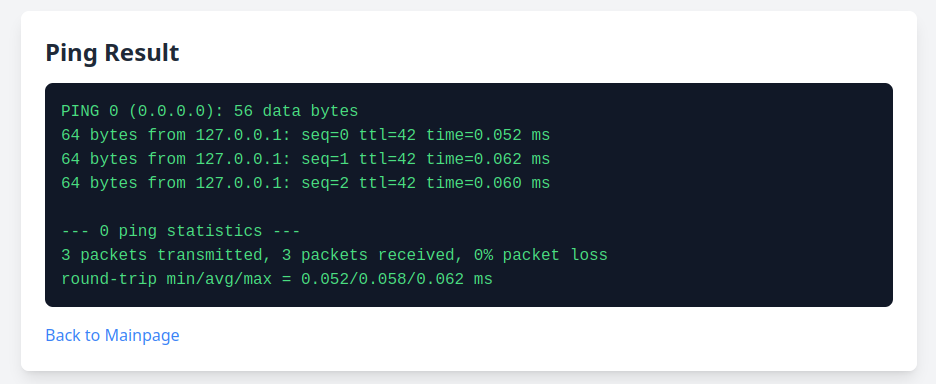 Ping Result
PING 0 (0.0.0.0): 56 data bytes
64 bytes from 127.0.0.1: seq=0 ttl=42 time=0.052 ms
64 bytes from 127.0.0.1: seq=1 ttl=42 time=0.062 ms
64 bytes from 127.0.0.1: seq=2 ttl=42 time=0.060 ms
--- 0 ping statistics ---
3 packets transmitted, 3 packets received, 0% packet loss
round-trip min/avg/max = 0.052/0.058/0.062 ms
Back to Mainpage